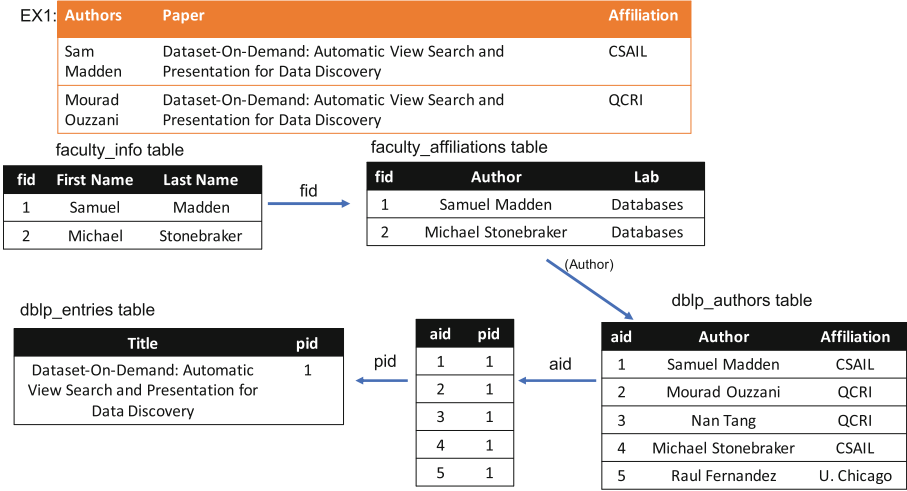 EX1:
Authors Paper Affiliation
Sam Madden Dataset-On-Demand: Automatic View Search and Presentation for Data Discovery CSAIL
Mourad Ouzzani Dataset-On-Demand: Automatic View Search and Presentation for Data Discovery QCRI
faculty_info table
fid First Name Last Name
1 Samuel Madden
2 Michael Stonebraker
fid
faculty_affiliations table
fid Author Lab
1 Samuel Madden Databases
2 Michael Stonebraker Databases
(Author)
dblp_entries table
Title pid
Dataset-On-Demand: Automatic 1
View Search and Presentation for
Data Discovery
pid
aid pid
1 1
2 1
3 1
4 1
5 1
aid
dblp_authors table
aid Author Affiliation
1 Samuel Madden CSAIL
2 Mourad Ouzzani QCRI
3 Nan Tang QCRI
4 Michael Stonebraker CSAIL
5 Raul Fernandez U. Chicago